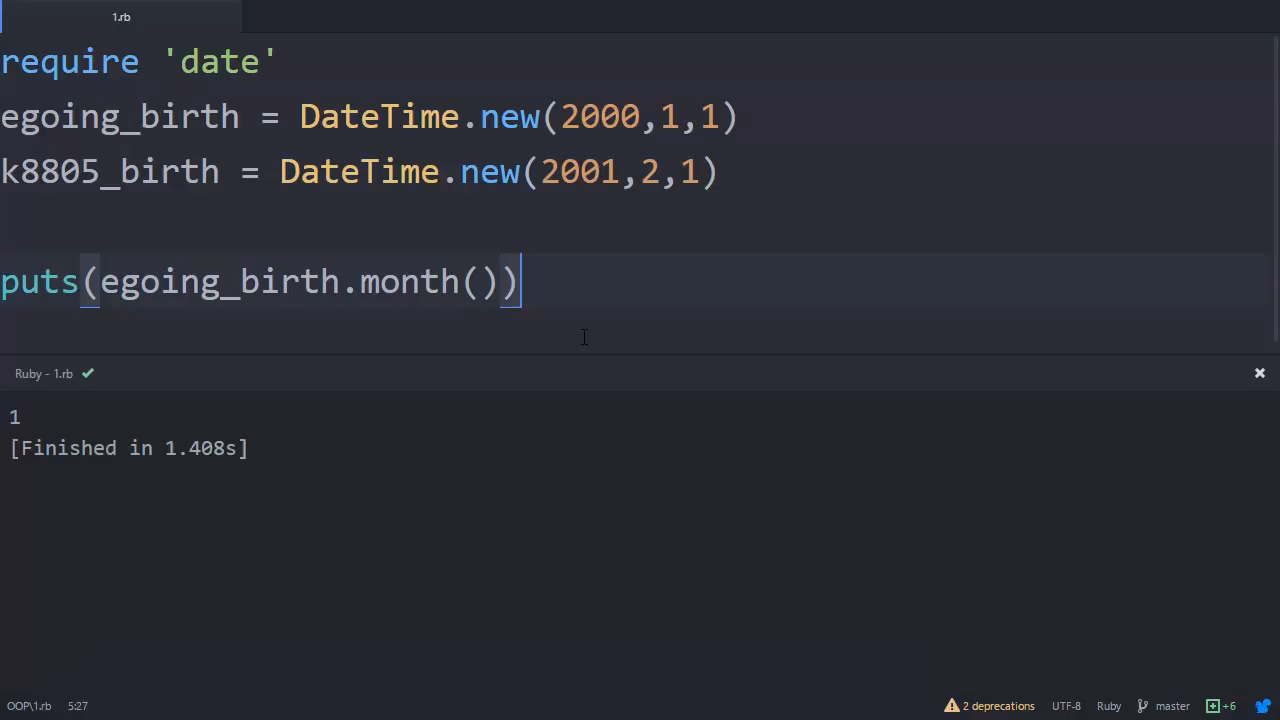 1.rb
require 'date'
egoing_birth = DateTime.new(2000,1,1)
k8805_birth = DateTime.new(2001,2,1)
puts(egoing_birth.month())
Ruby - 1.rb
1
[Finished in 1.408s]
OOP\1.rb 5:27 2 deprecations UTF-8 Ruby master +6